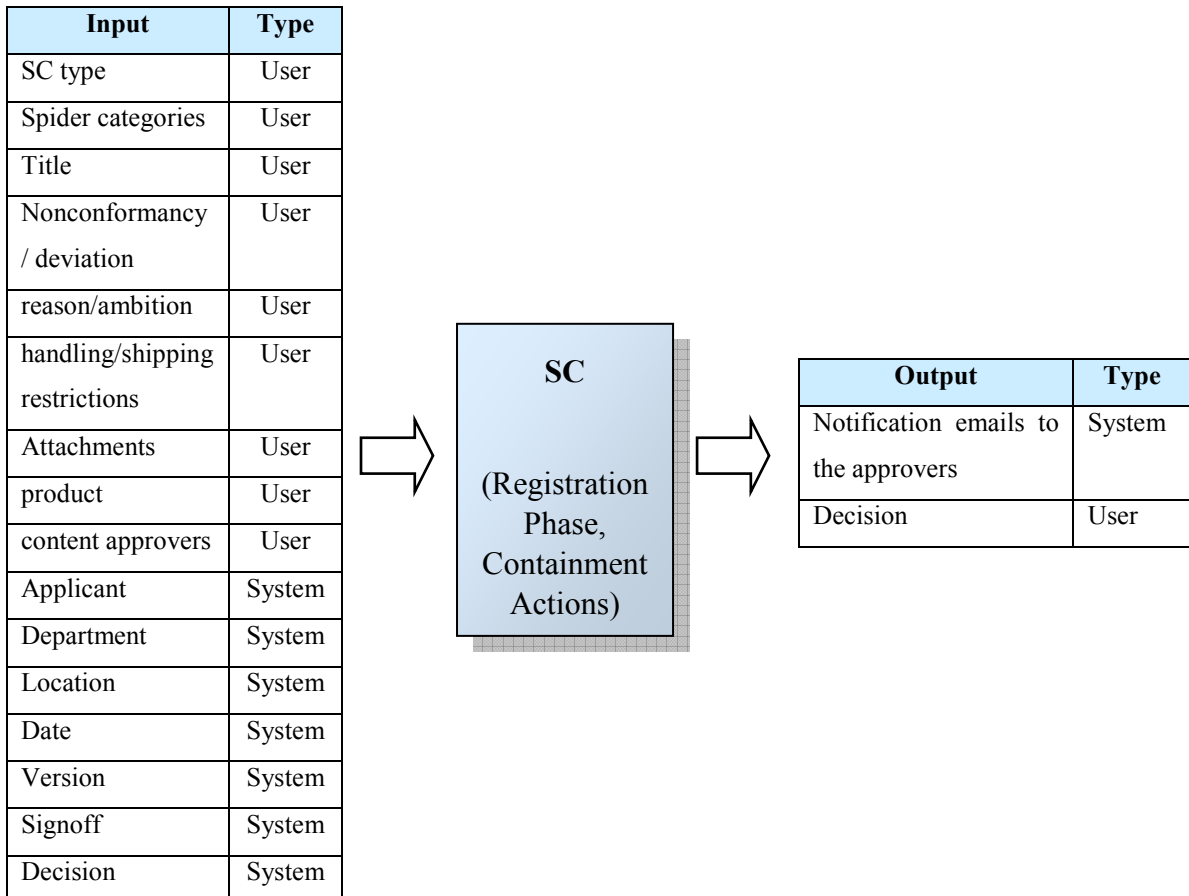 Input Type
SC type User
Spider categories User
Title User
Nonconformancy User
/ deviation
reason/ambition User
handling/shipping User
restrictions
Attachments User
product User
content approvers User
Applicant System
Department System
Location System
Date System
Version System
Signoff System
Decision System
SC
(Registration
Phase,
Containment
Actions)
Output Type
Notification emails to System
the approvers
Decision User